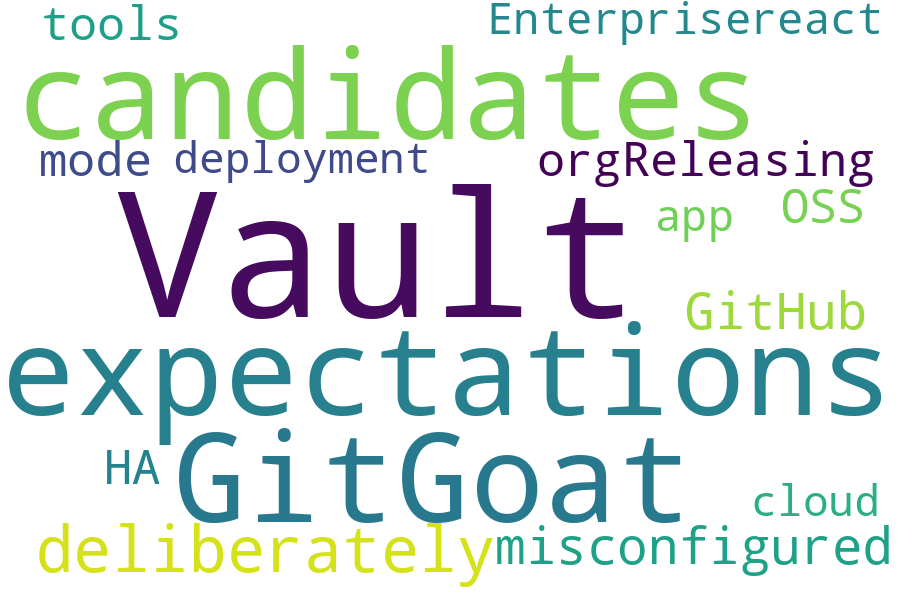 tools Enterprisereact
candidates
mode deployment orgReleasing
Vault app OSS
GitHub
expectations
HA GitGoat cloud
deliberately misconfigured